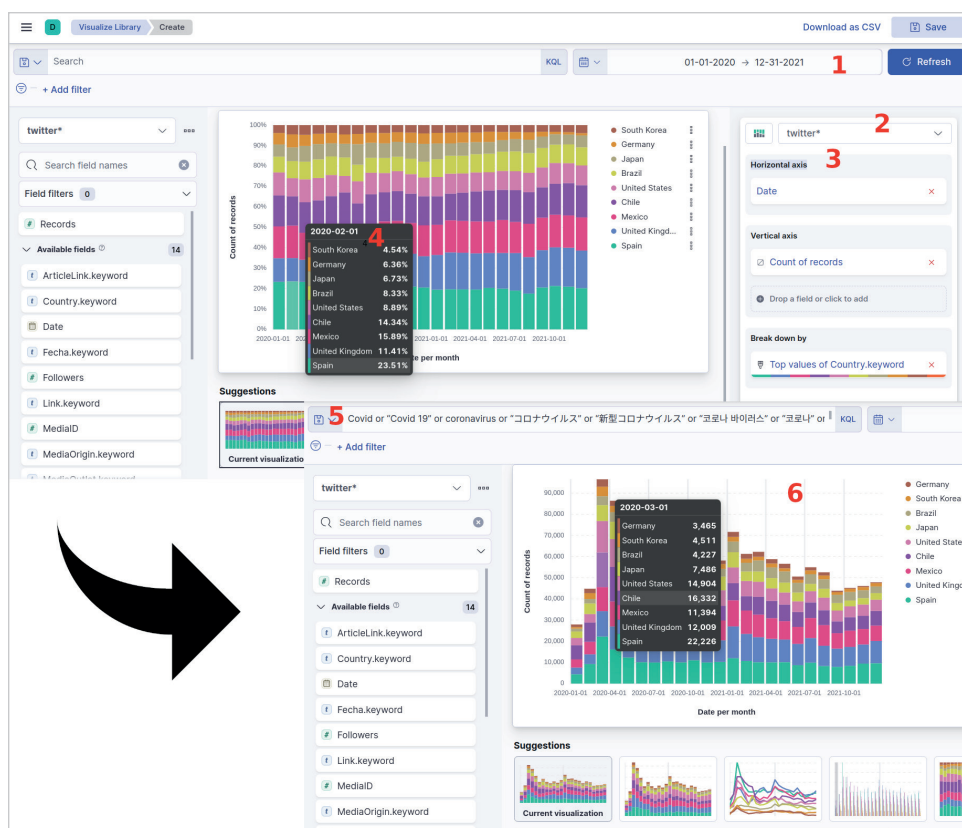 D Visualize Library Create Download as CSV Save
Search KQL 01-01-2020 → 12-31-2021 1 Refresh
+ Add filter
twitter*
Search field names
Field filters 0
# Records
Available fields 14
t ArticleLink.keyword
t Country.keyword
Date
t Fecha.keyword
# Followers
t Link.keyword
# MediaID
t MediaOrigin.keyword
100%
90%
80%
70%
60%
50%
40%
30%
20%
10%
0%
Count of records
South Korea
Germany
Japan
Brazil
United States
Chile
Mexico
United Kingd...
Spain
2020-02-01 4
South Korea 4.54%
Germany 6.36%
Japan 6.73%
Brazil 8.33%
United States 8.89%
Chile 14.34%
Mexico 15.89%
United Kingdom 11.41%
Spain 23.51%
2020-01-01 2021-01-01 2021-04-01 2021-07-01 2021-10-01
per month
Suggestions
Current visualization
twitter* 2
Horizontal axis 3
Date ×
Vertical axis
Count of records ×
Drop a field or click to add
Break down by
Top values of Country.keyword ×
5 Covid or "Covid 19" or coronavirus or "コロナウイルス" or "新型コロナウイルス" or "코로나 바이러스" or "코로나" or KQL
+ Add filter
twitter*
Search field names
Field filters 0
# Records
Available fields 14
t ArticleLink.keyword
t Country.keyword
Date
t Fecha.keyword
# Followers
t Link.keyword
# MediaID
t MediaOrigin.keyword
6
90,000
80,000
70,000
60,000
50,000
40,000
30,000
20,000
10,000
0
Count of records
2020-03-01
Germany 3,465
South Korea 4,511
Brazil 4,227
Japan 7,486
United States 14,904
Chile 16,332
Mexico 11,394
United Kingdom 12,009
Spain 22,226
Germany
South Korea
Brazil
Japan
United State
Chile
Mexico
United Kingd
Spain
2020-01-01 2020-04-01 2020-07-01 2020-10-01 2021-01-01 2021-04-01 2021-07-01 2021-10-01
Date per month
Suggestions
Current visualization